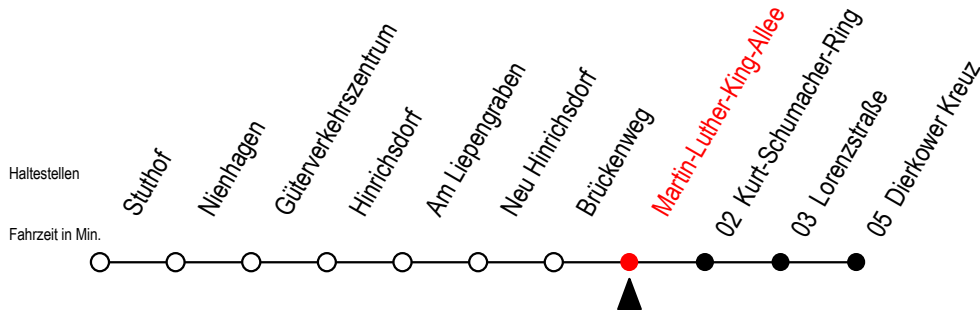 Haltestellen
Fahrzeit in Min.
Stuthof
Nienhagen
Güterverkehrszentrum
Hinrichsdorf
Am Liepengraben
Neu Hinrichsdorf
Brückenweg
Martin-Luther-King-Allee
02 Kurt-Schumacher-Ring
03 Lorenzstraße
05 Dierkower Kreuz